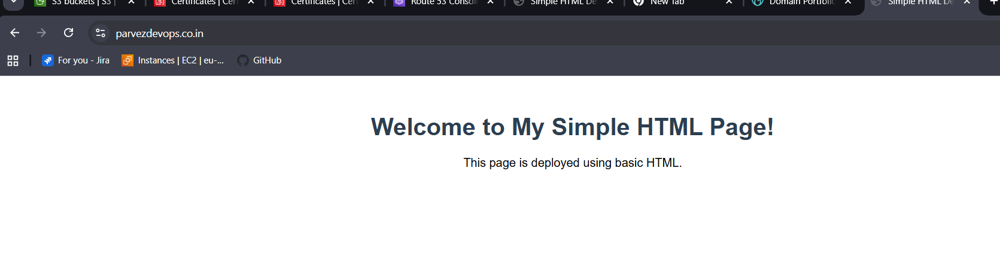 S3 buckets | S3 | Certificates | Cer Certificates | Cer Route 53 Consol Simple HTML De New Tab Domain Portfolio Simple HTML De
parvezdevops.co.in
For you - Jira Instances | EC2 | eu-... GitHub
Welcome to My Simple HTML Page!
This page is deployed using basic HTML.